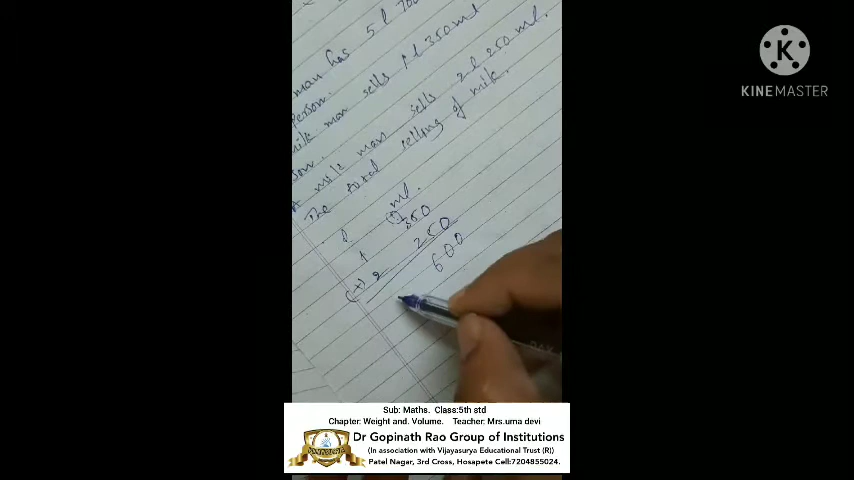 man has 5 l 700
person.
milk man sells 1 l 350 ml
A milk man sells 2 l 250 ml.
The total selling of milk.
l. ml.
1 350
(+) 2 250
600
KINEMASTER
Sub: Maths. Class:5th std
Chapter: Weight and. Volume. Teacher: Mrs.uma devi
Dr Gopinath Rao Group of Institutions
(In association with Vijayasurya Educational Trust (R))
Patel Nagar, 3rd Cross, Hosapete Cell:7204855024.